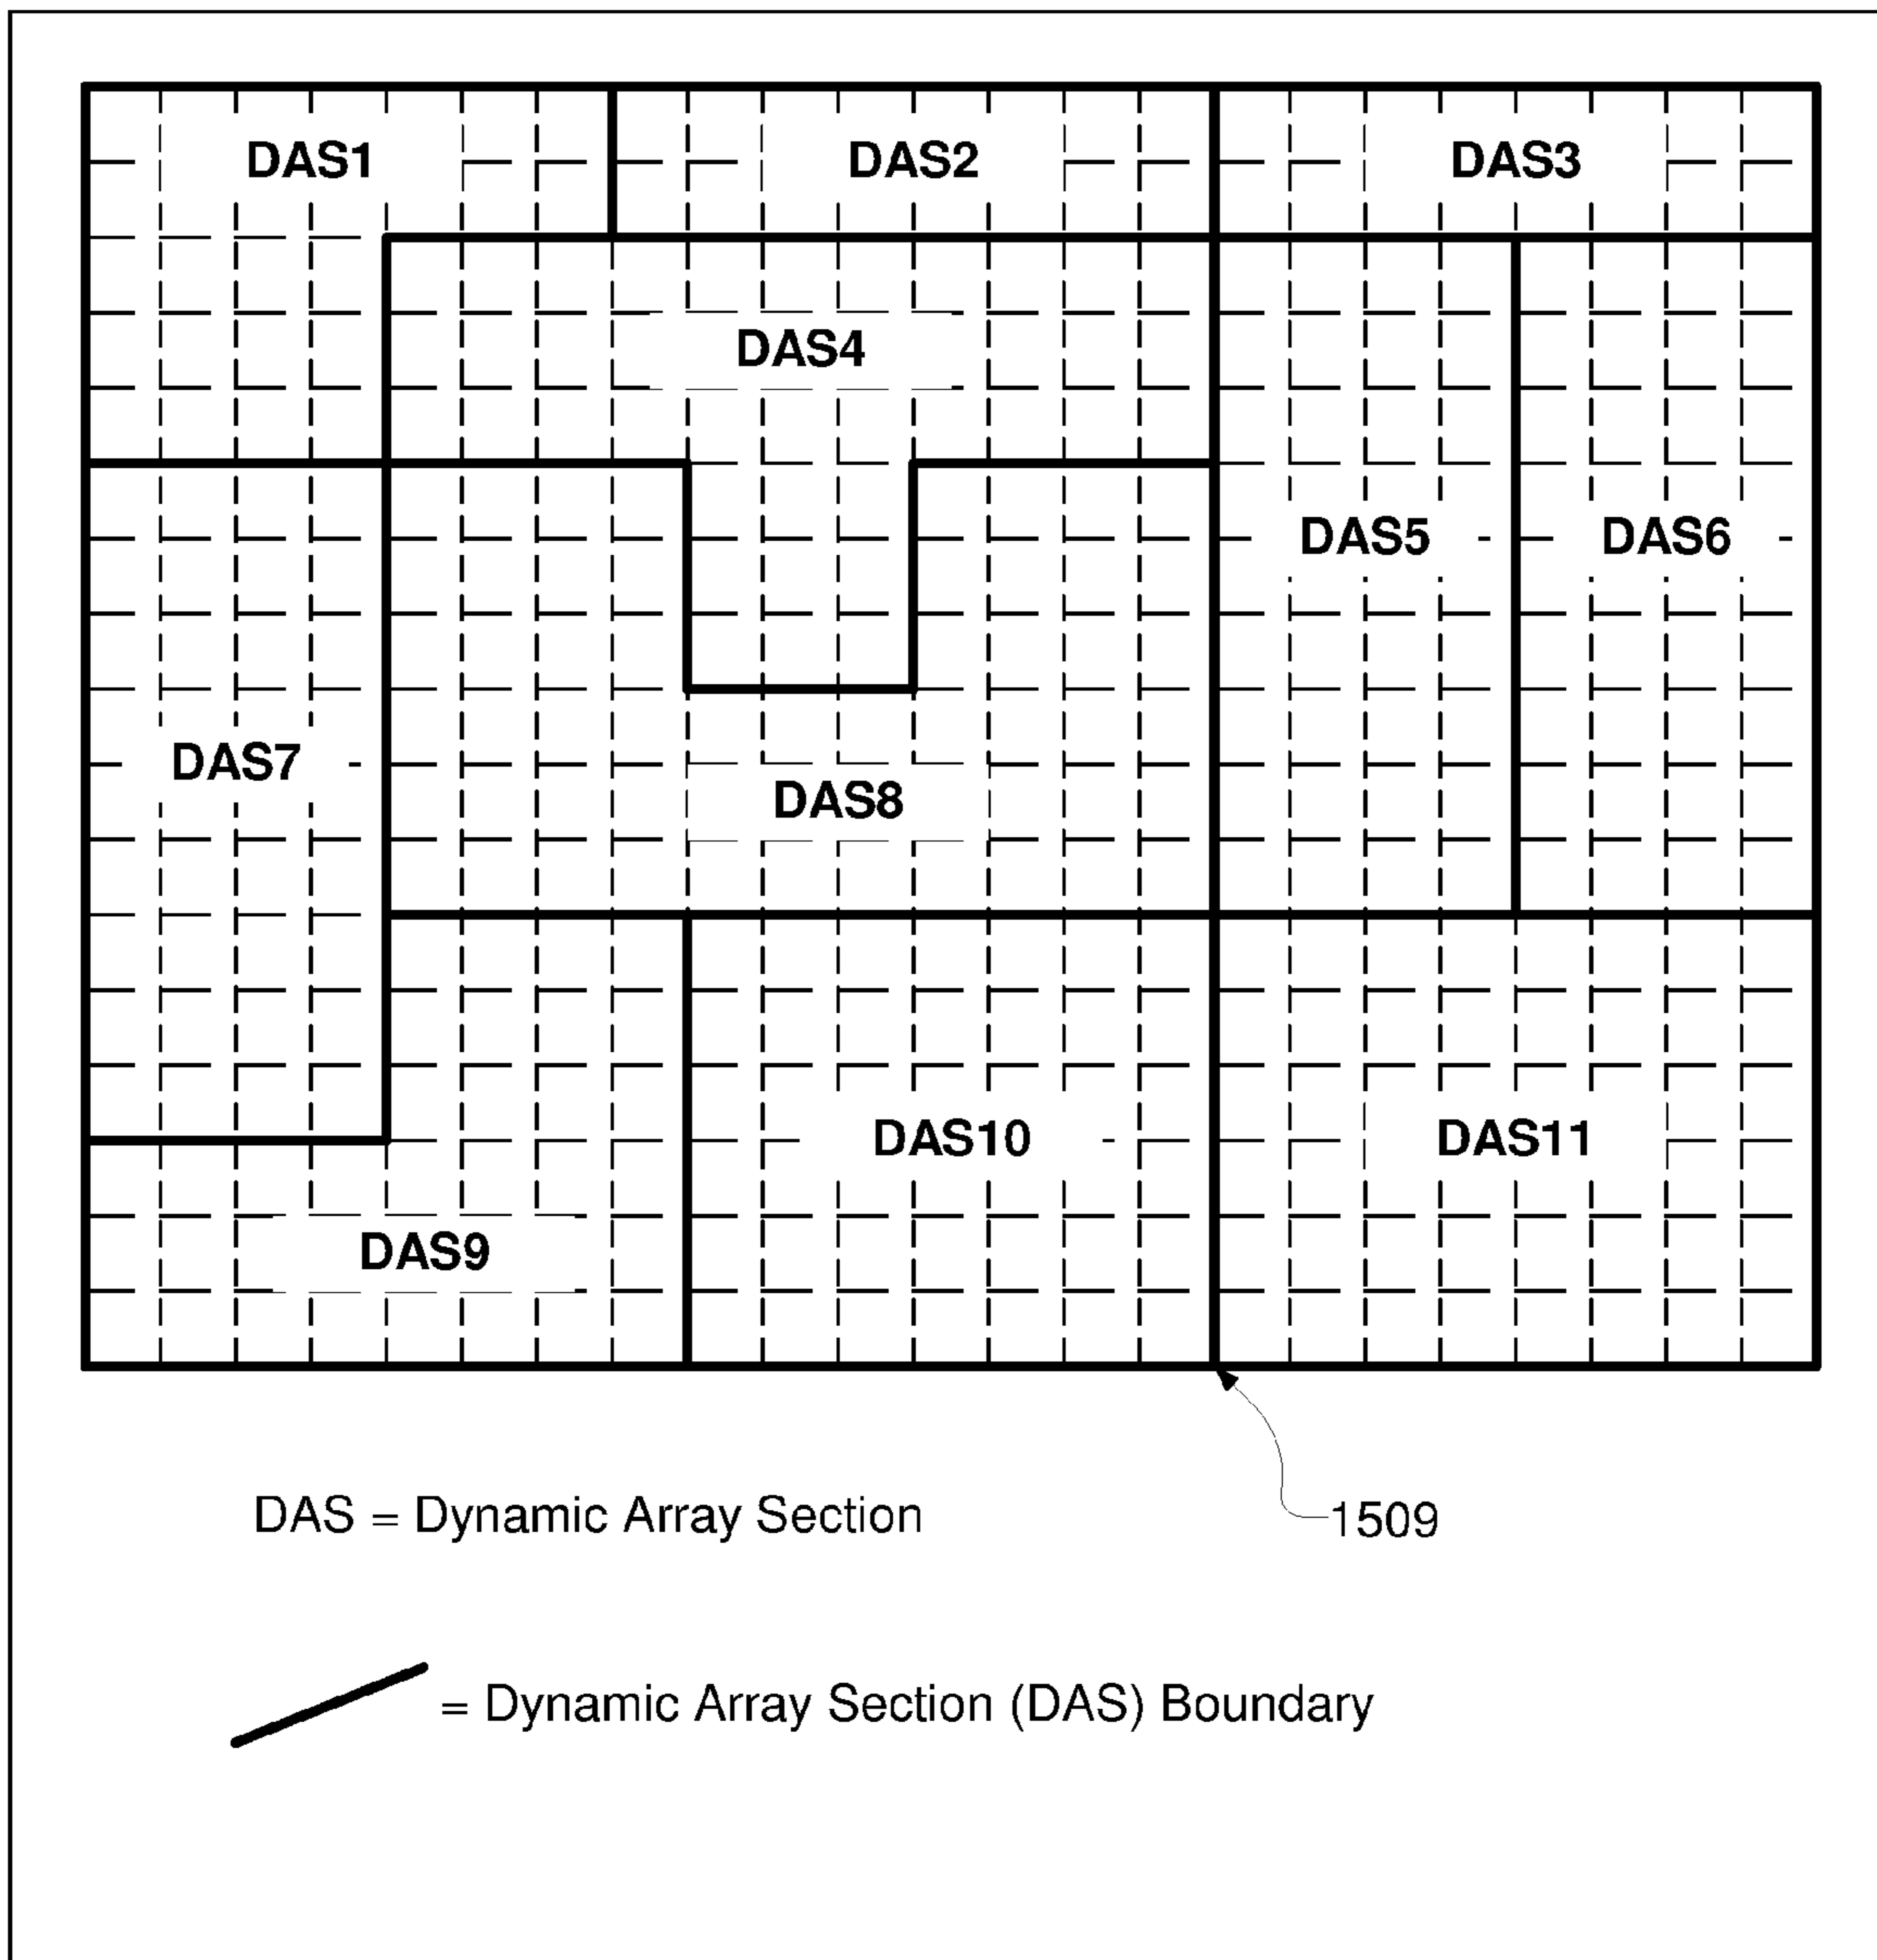 DAS1 DAS2 DAS3
DAS4
DAS5 DAS6
DAS7
DAS8
DAS10 DAS11
DAS9
DAS = Dynamic Array Section
1509
= Dynamic Array Section (DAS) Boundary